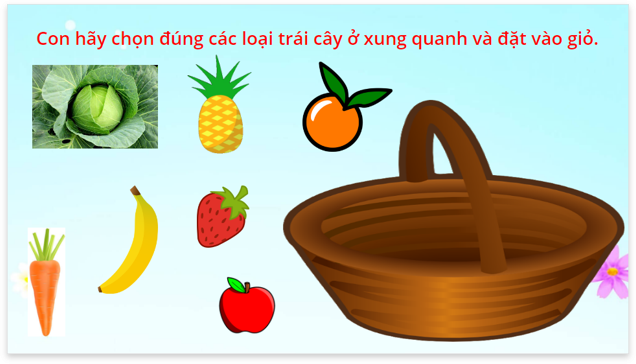 Con hãy chọn đúng các loại trái cây ở xung quanh và đặt vào giỏ.